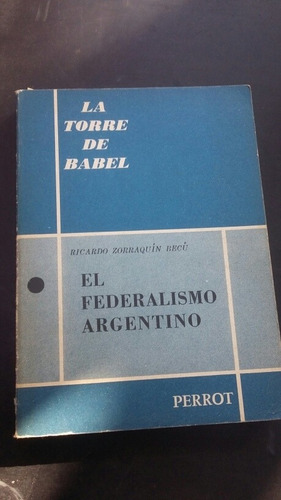 LA
TORRE
DE
BABEL
RICARDO ZORRAQUÍN BECÚ
EL
FEDERALISMO
ARGENTINO
PERROT